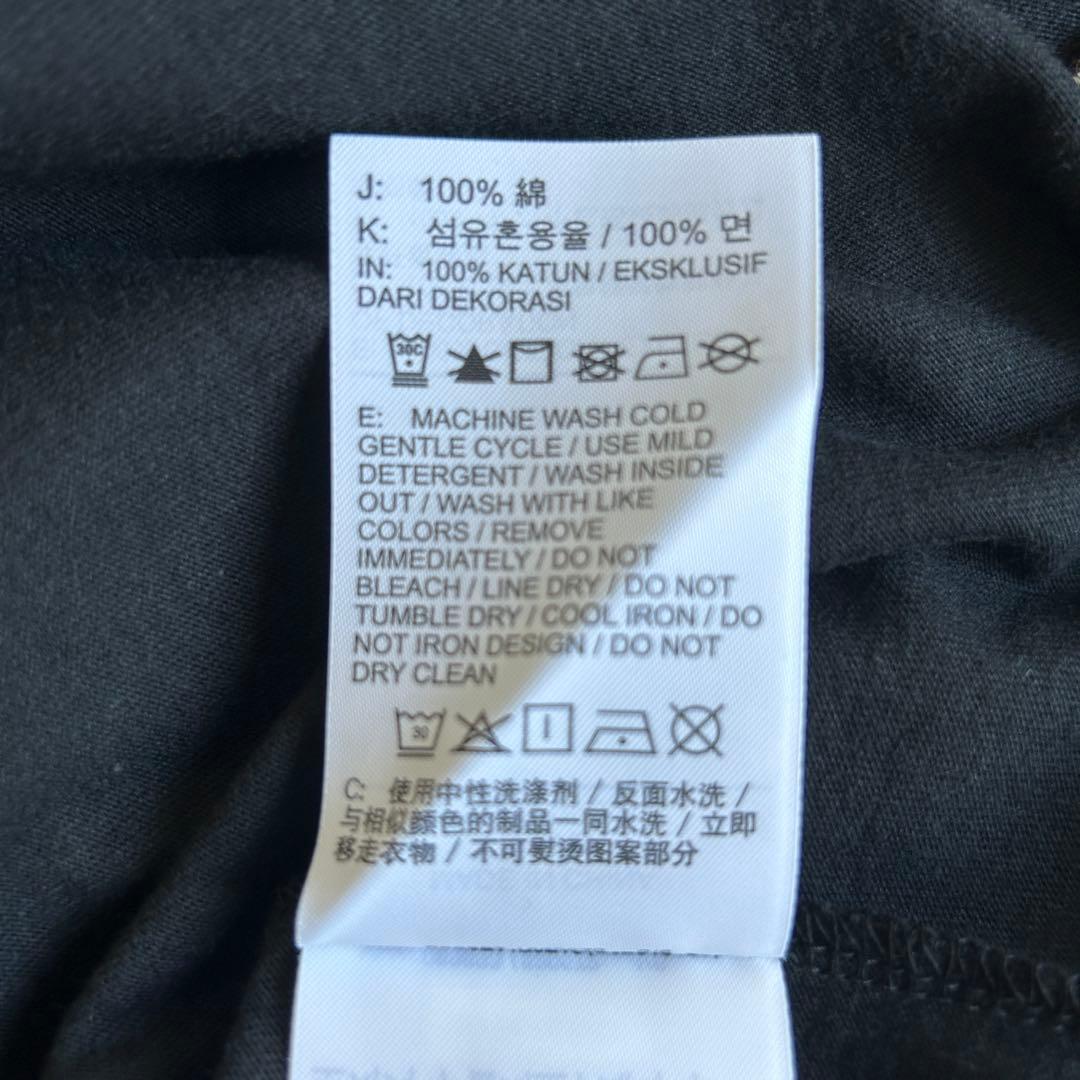 J: 100% 綿
K: 섬유혼용율 / 100% 면
IN: 100% KATUN / EKSKLUSIF
DARI DEKORASI
30C
E: MACHINE WASH COLD
GENTLE CYCLE / USE MILD
DETERGENT / WASH INSIDE
OUT / WASH WITH LIKE
COLORS / REMOVE
IMMEDIATELY / DO NOT
BLEACH / LINE DRY / DO NOT
TUMBLE DRY / COOL IRON / DO
NOT IRON DESIGN / DO NOT
DRY CLEAN
30
C: 使用中性洗涤剂 / 反面水洗 /
与相似颜色的制品一同水洗 / 立即
移走衣物 / 不可熨烫图案部分